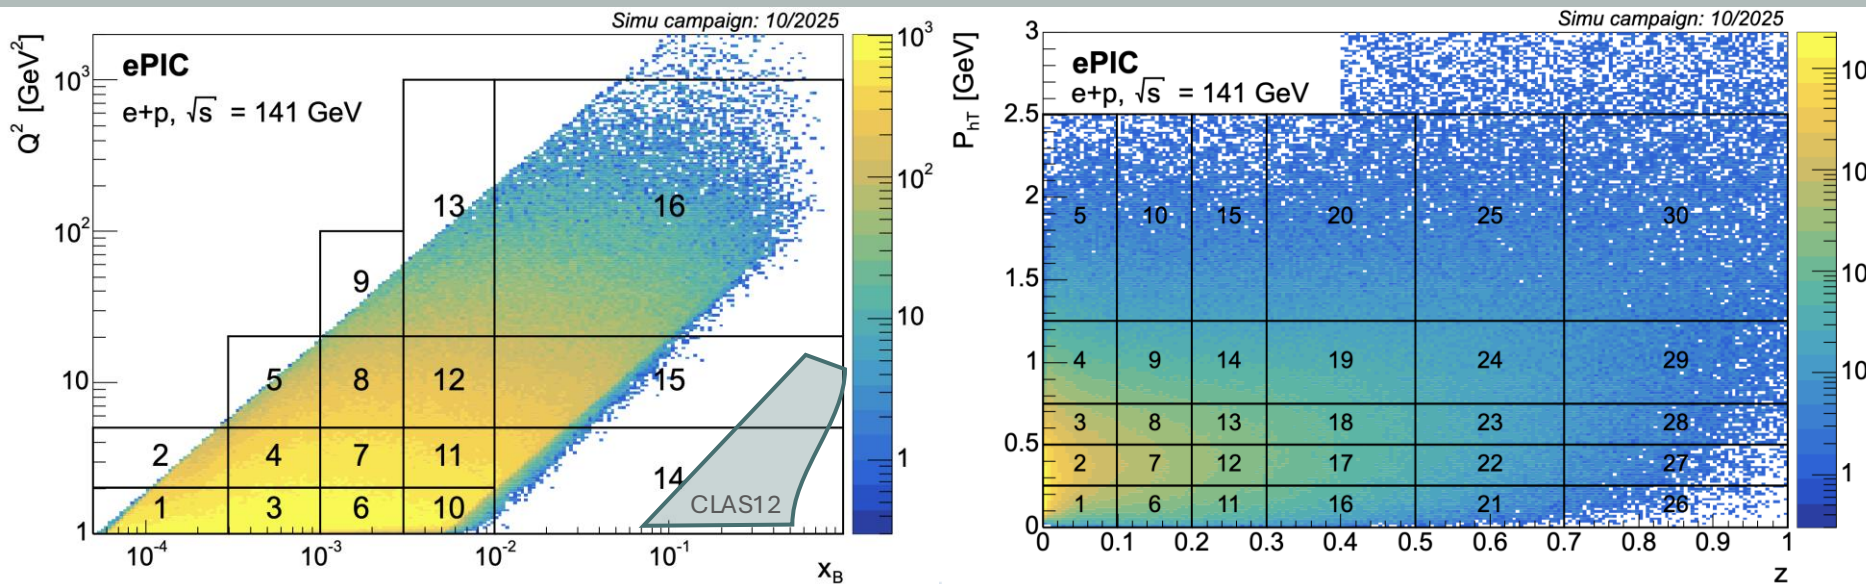 Simu campaign: 10/2025
ePIC
e+p, √s = 141 GeV
Q² [GeV²]
10³
10²
10
1
13
16
9
5
8
12
15
2
4
7
11
14
1
3
6
10
CLAS12
10⁻⁴
10⁻³
10⁻²
10⁻¹
x_B
10³
10²
10
1
Simu campaign: 10/2025
ePIC
e+p, √s = 141 GeV
P_hT [GeV]
3
2.5
2
1.5
1
0.5
0
5 10 15 20 25 30
4 9 14 19 24 29
3 8 13 18 23 28
2 7 12 17 22 27
1 6 11 16 21 26
0 0.1 0.2 0.3 0.4 0.5 0.6 0.7 0.8 0.9 1
z
10
10
10
10
1